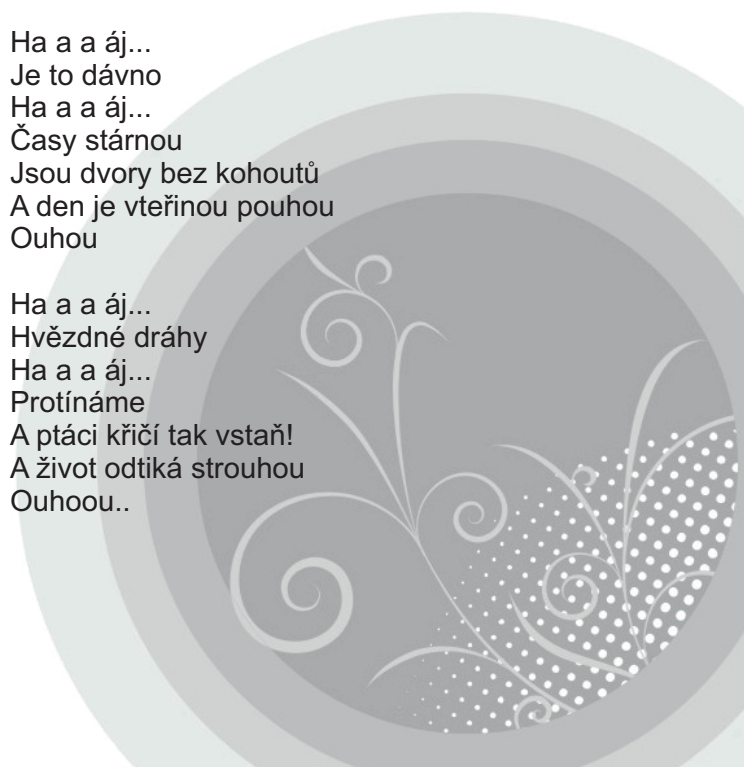 Ha a a áj...
Je to dávno
Ha a a áj...
Časy stárnou
Jsou dvory bez kohoutů
A den je vteřinou pouhou
Ouhou
Ha a a áj...
Hvězdné dráhy
Ha a a áj...
Protínáme
A ptáci křičí tak vstaň!
A život odtiká strouhou
Ouhoou..